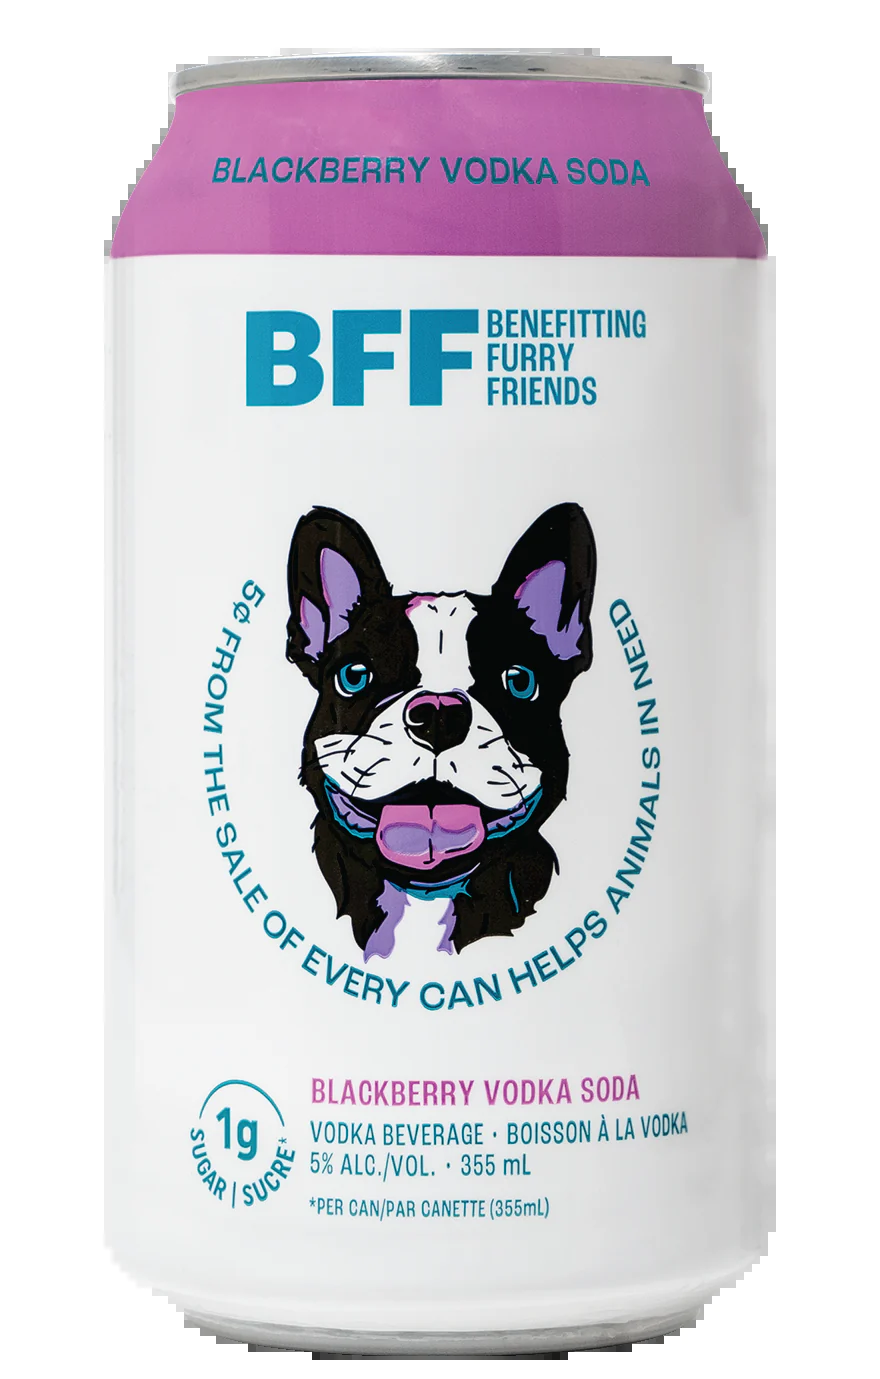 BLACKBERRY VODKA SODA
BFF
BENEFITTING
FURRY
FRIENDS
5¢ FROM THE SALE OF EVERY CAN HELPS ANIMALS IN NEED
1g
SUGAR | SUCRE*
BLACKBERRY VODKA SODA
VODKA BEVERAGE · BOISSON À LA VODKA
5% ALC./VOL. · 355 mL
*PER CAN/PAR CANETTE (355mL)